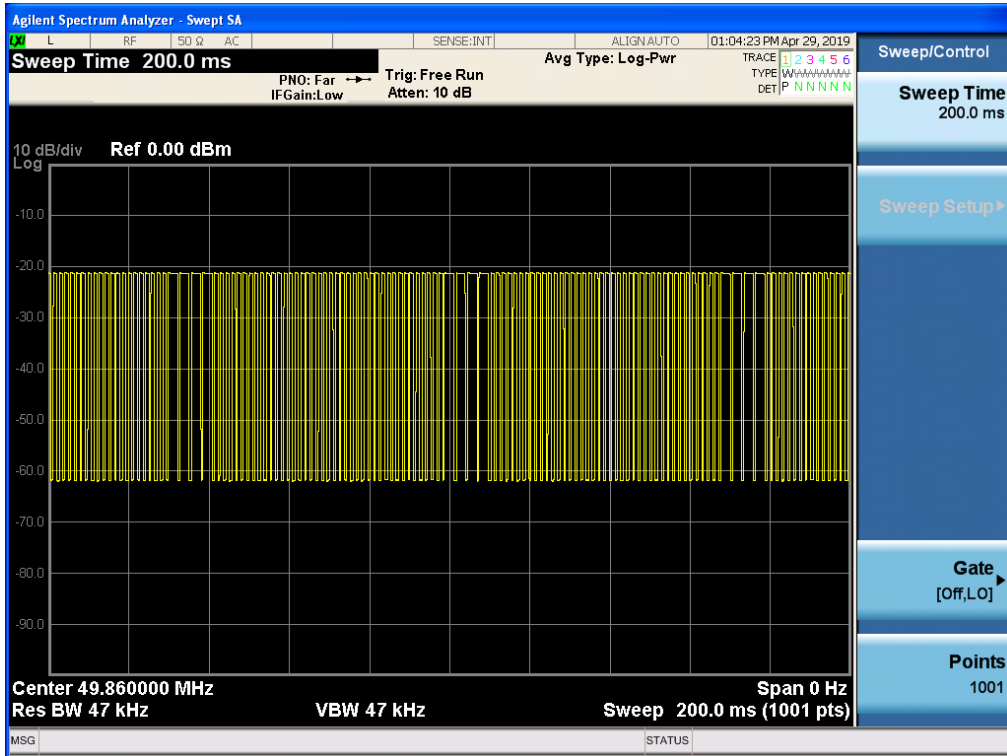 Agilent Spectrum Analyzer - Swept SA
LXI L RF 50 Ω AC SENSE:INT ALIGN AUTO 01:04:23 PM Apr 29, 2019
Sweep Time 200.0 ms
PNO: Far
IFGain:Low
Trig: Free Run
Atten: 10 dB
Avg Type: Log-Pwr
TRACE 1 2 3 4 5 6
TYPE
DET P N N N N N
10 dB/div Ref 0.00 dBm
Log
-10.0
-20.0
-30.0
-40.0
-50.0
-60.0
-70.0
-80.0
-90.0
Center 49.860000 MHz Span 0 Hz
Res BW 47 kHz VBW 47 kHz Sweep 200.0 ms (1001 pts)
MSG STATUS
Sweep/Control
Sweep Time
200.0 ms
Sweep Setup
Gate
[Off,LO]
Points
1001